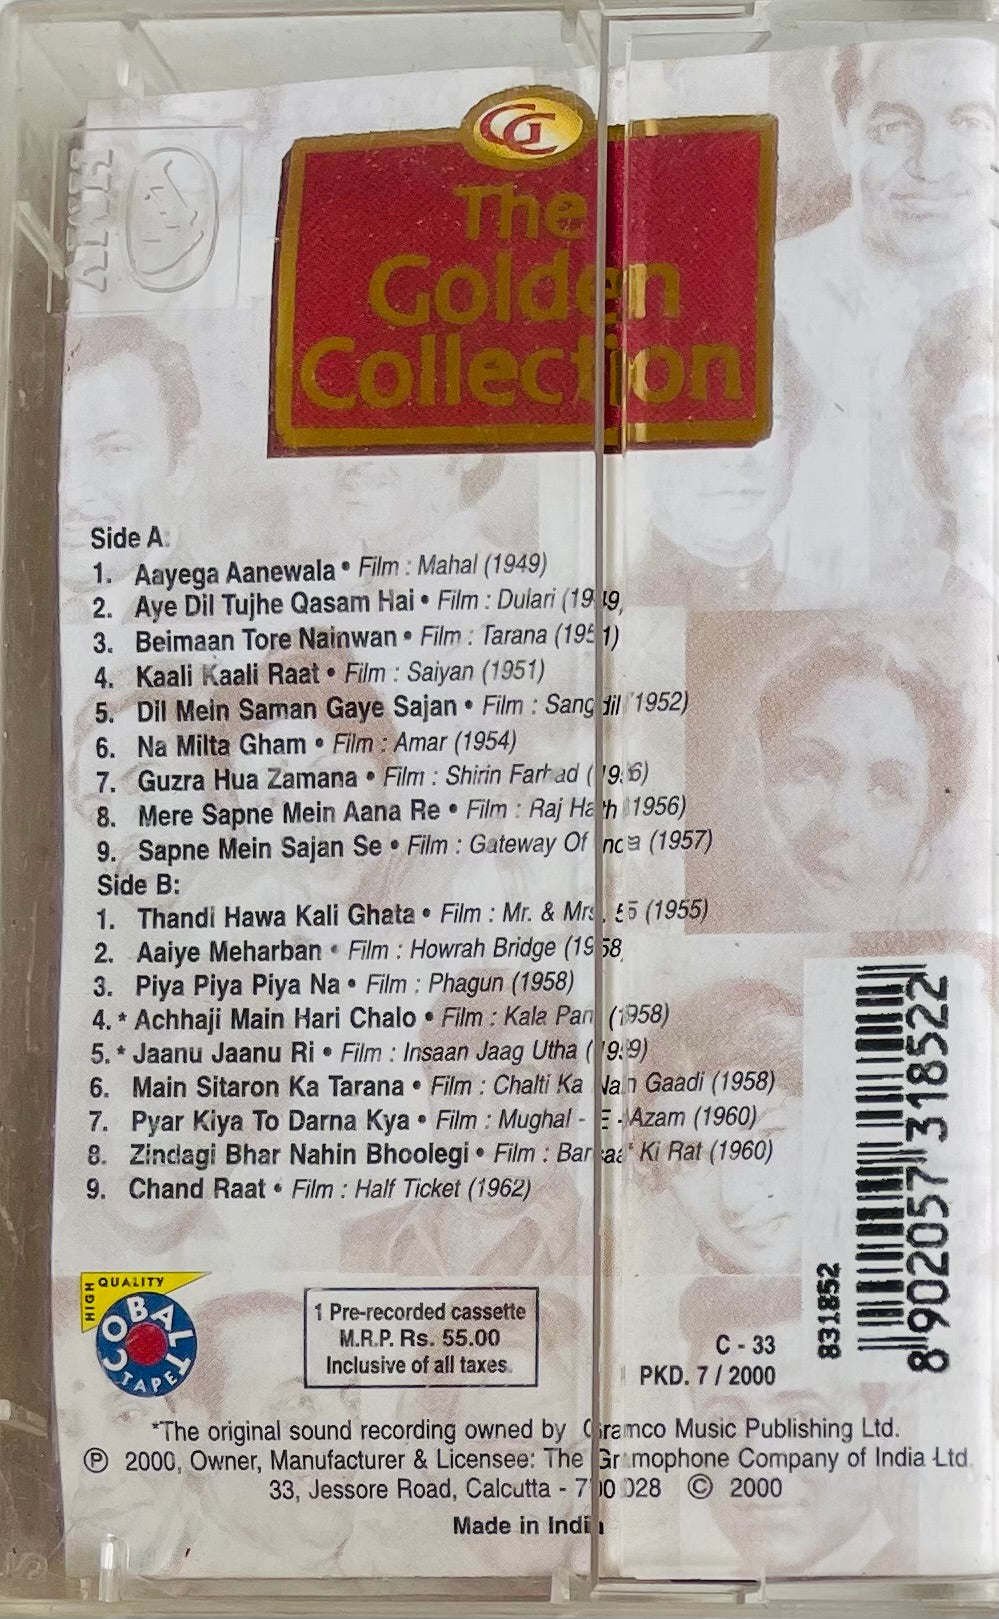 GC
The
Golden
Collection
HMV
Side A:
1. Aayega Aanewala • Film : Mahal (1949)
2. Aye Dil Tujhe Qasam Hai • Film : Dulari (1949)
3. Beimaan Tore Nainwan • Film : Tarana (1951)
4. Kaali Kaali Raat • Film : Saiyan (1951)
5. Dil Mein Saman Gaye Sajan • Film : Sangdil (1952)
6. Na Milta Gham • Film : Amar (1954)
7. Guzra Hua Zamana • Film : Shirin Farhad (1956)
8. Mere Sapne Mein Aana Re • Film : Raj Hath (1956)
9. Sapne Mein Sajan Se • Film : Gateway Of India (1957)
Side B:
1. Thandi Hawa Kali Ghata • Film : Mr. & Mrs. 55 (1955)
2. Aaiye Meharban • Film : Howrah Bridge (1958)
3. Piya Piya Piya Na • Film : Phagun (1958)
4. * Achhaji Main Hari Chalo • Film : Kala Pani (1958)
5. * Jaanu Jaanu Ri • Film : Insaan Jaag Utha (1959)
6. Main Sitaron Ka Tarana • Film : Chalti Ka Nam Gaadi (1958)
7. Pyar Kiya To Darna Kya • Film : Mughal - E - Azam (1960)
8. Zindagi Bhar Nahin Bhoolegi • Film : Barsaat Ki Rat (1960)
9. Chand Raat • Film : Half Ticket (1962)
HIGH QUALITY
COBALT
TAPE
1 Pre-recorded cassette
M.R.P. Rs. 55.00
Inclusive of all taxes.
C - 33
PKD. 7 / 2000
831852
8902057318522
*The original sound recording owned by Gramco Music Publishing Ltd.
Ⓟ 2000, Owner, Manufacturer & Licensee: The Gramophone Company of India Ltd.
33, Jessore Road, Calcutta - 700 028 © 2000
Made in India